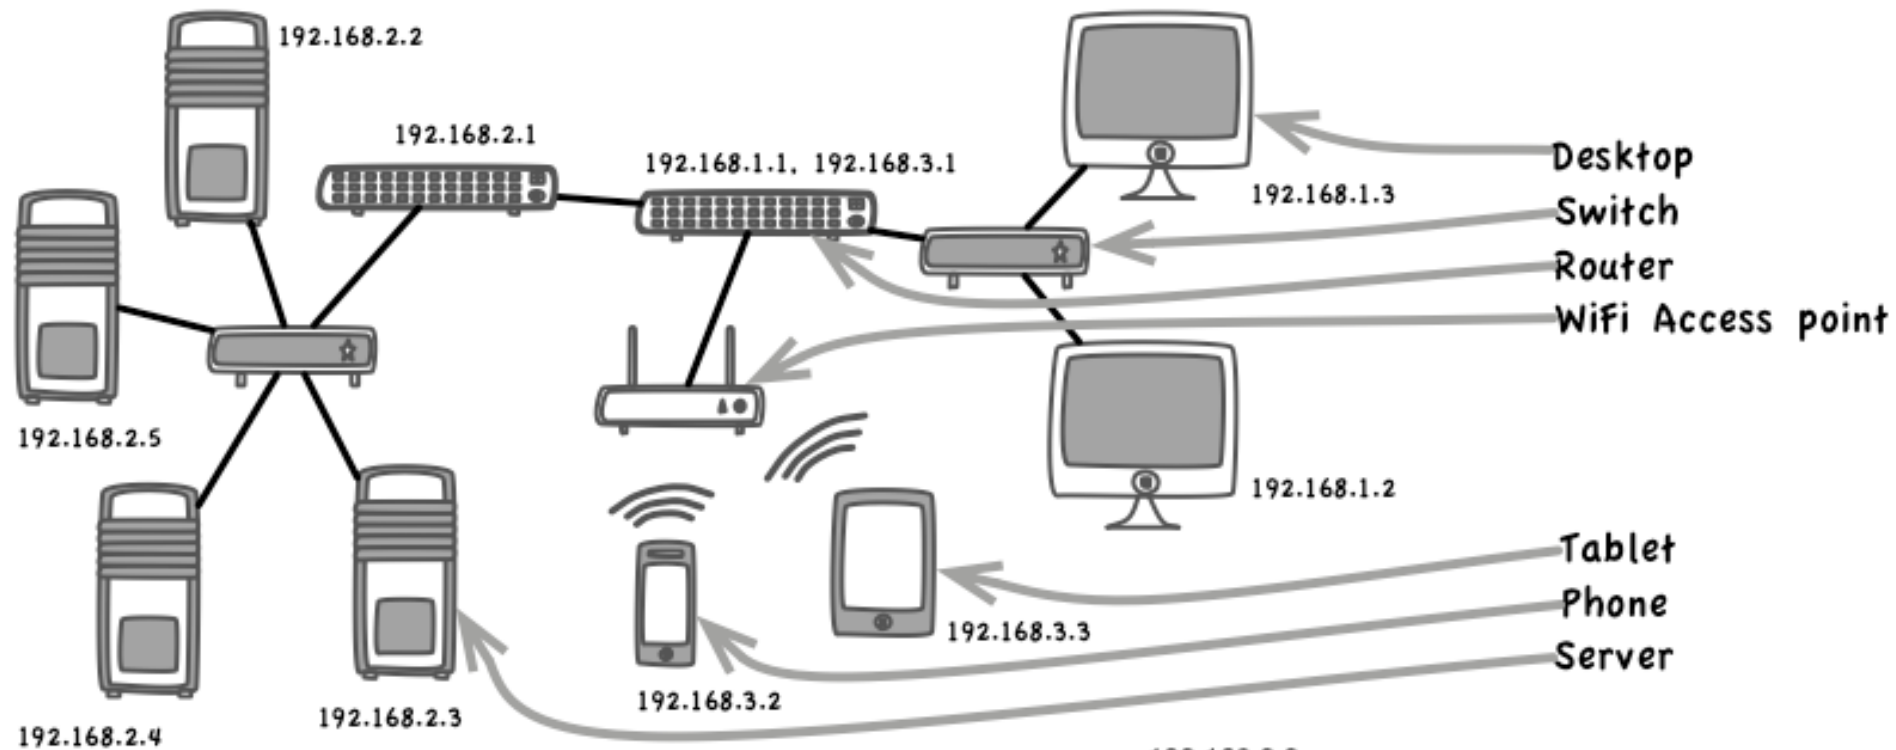 192.168.2.2
192.168.2.1
192.168.1.1, 192.168.3.1
Desktop
192.168.1.3
Switch
Router
WiFi Access point
192.168.2.5
192.168.1.2
Tablet
Phone
192.168.3.3
Server
192.168.3.2
192.168.2.3
192.168.2.4